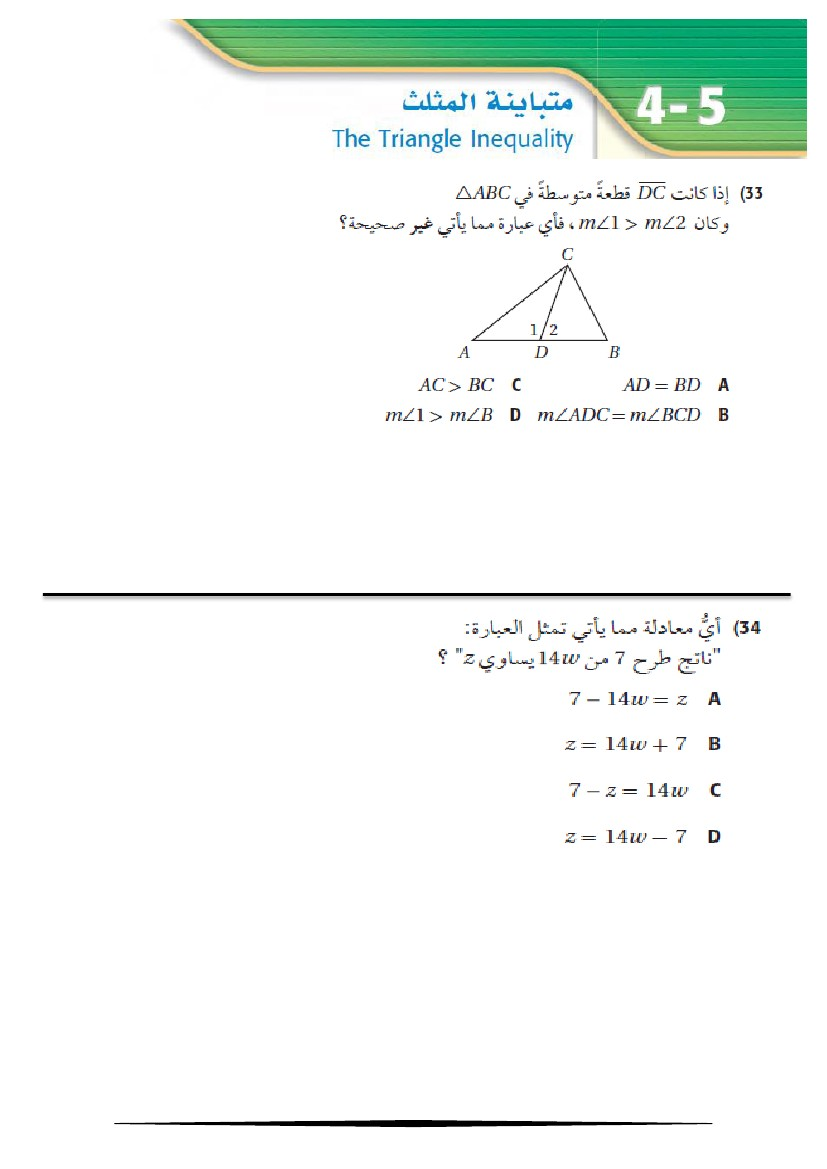 4-5
متباينة المثلث
The Triangle Inequality
33) إذا كانت DC قطعةً متوسطةً في △ABC
وكان m∠1 > m∠2 ، فأي عبارة مما يأتي غير صحيحة؟
C
1 2
A D B
A AD = BD C AC > BC
B m∠ADC = m∠BCD D m∠1 > m∠B
34) أيُّ معادلة مما يأتي تمثل العبارة:
"ناتج طرح 7 من 14w يساوي z" ؟
A 7 − 14w = z
B z = 14w + 7
C 7 − z = 14w
D z = 14w − 7